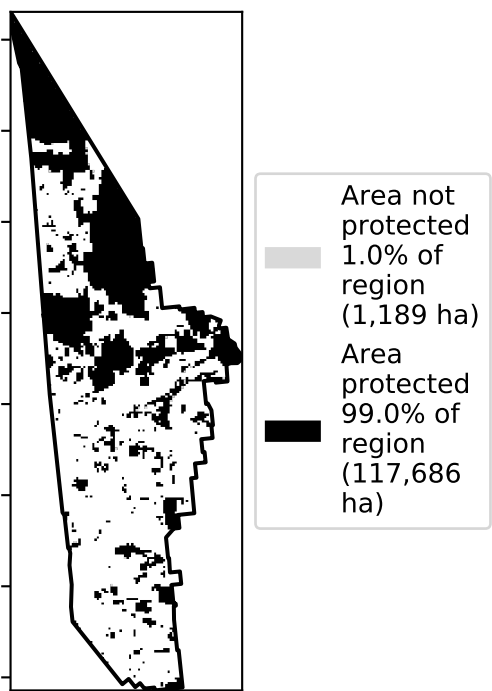 Area not
protected
1.0% of
region
(1,189 ha)
Area
protected
99.0% of
region
(117,686
ha)